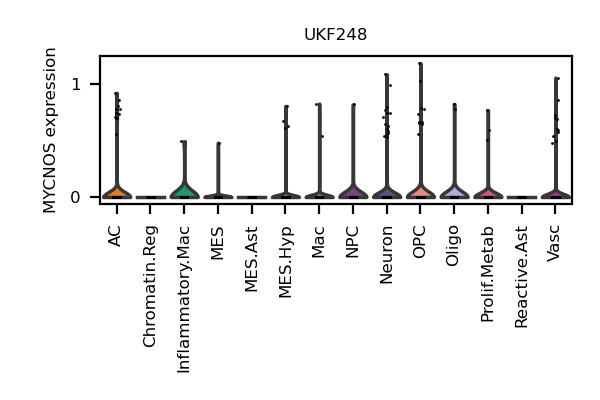 UKF248
MYCNOS expression
1
0
AC
Chromatin.Reg
Inflammatory.Mac
MES
MES.Ast
MES.Hyp
Mac
NPC
Neuron
OPC
Oligo
Prolif.Metab
Reactive.Ast
Vasc